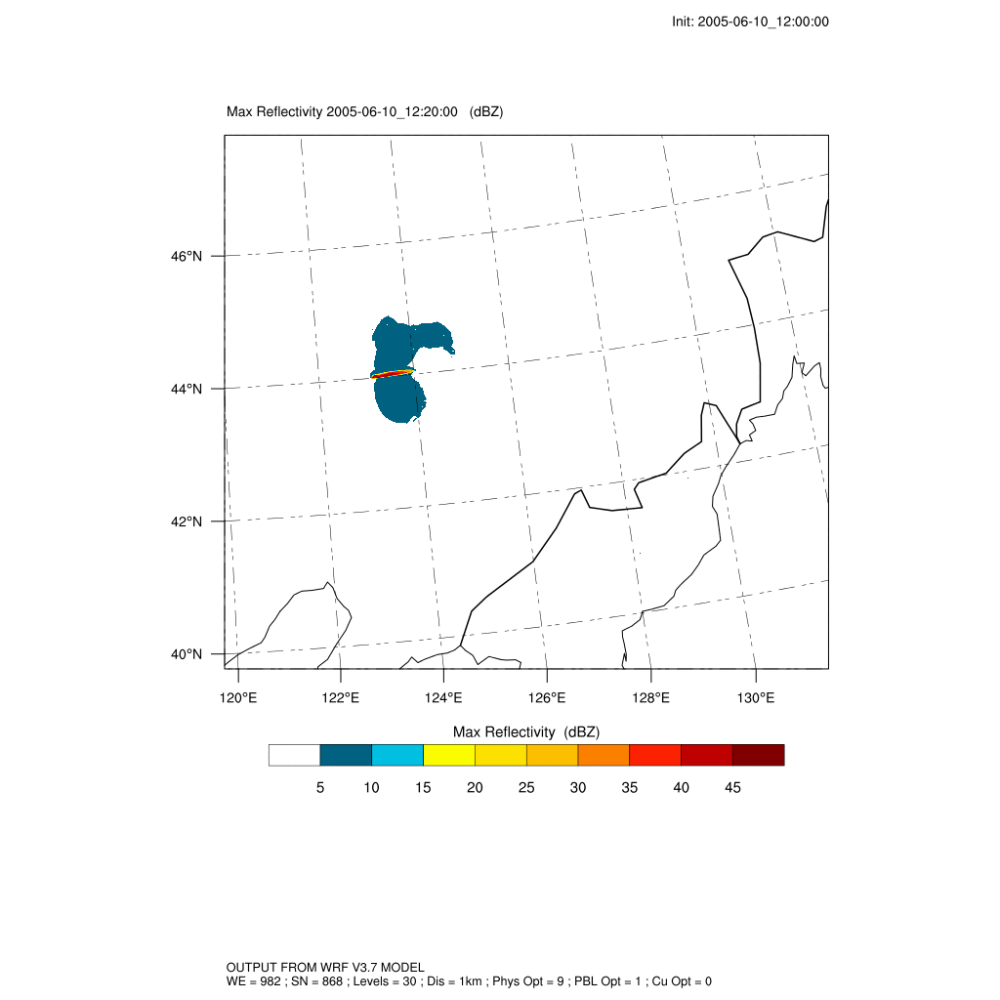 Init: 2005-06-10_12:00:00
Max Reflectivity 2005-06-10_12:20:00 (dBZ)
46°N
44°N
42°N
40°N
120°E 122°E 124°E 126°E 128°E 130°E
Max Reflectivity (dBZ)
5 10 15 20 25 30 35 40 45
OUTPUT FROM WRF V3.7 MODEL
WE = 982 ; SN = 868 ; Levels = 30 ; Dis = 1km ; Phys Opt = 9 ; PBL Opt = 1 ; Cu Opt = 0